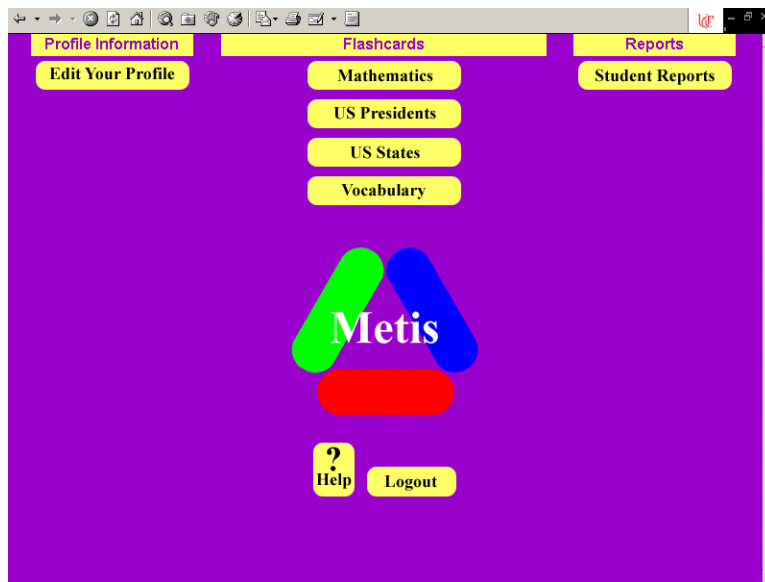 Profile Information
Flashcards
Reports
Edit Your Profile
Mathematics
Student Reports
US Presidents
US States
Vocabulary
Metis
?
Help
Logout